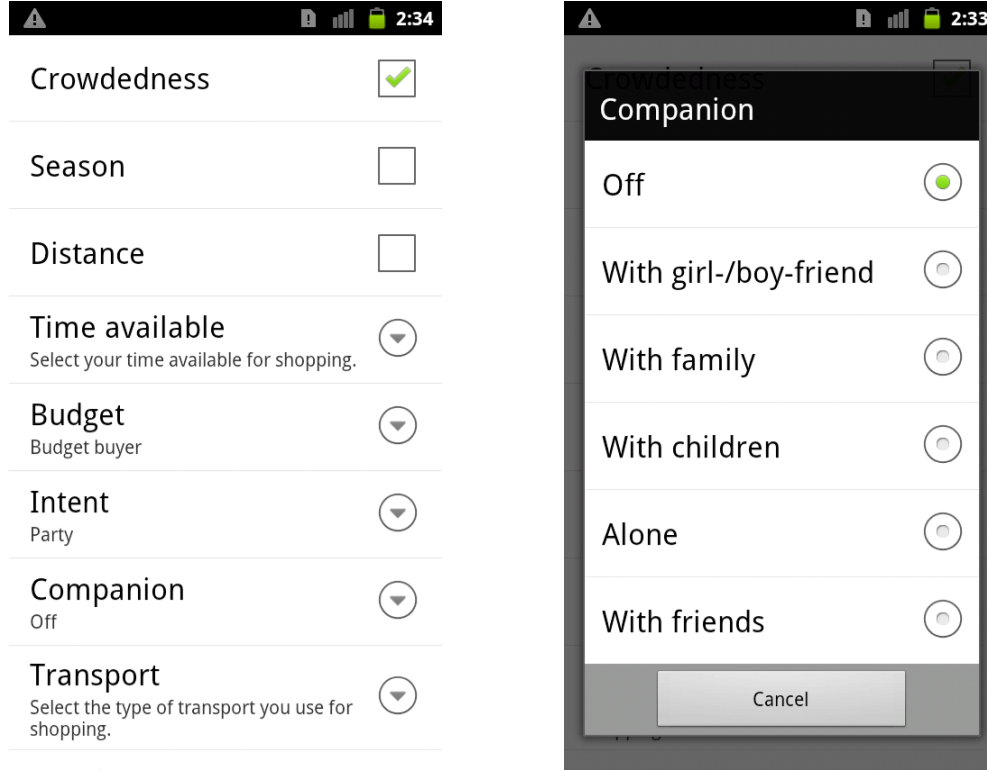 2:34
Crowdedness
Season
Distance
Time available
Select your time available for shopping.
Budget
Budget buyer
Intent
Party
Companion
Off
Transport
Select the type of transport you use for
shopping.
2:33
Crowdedness
Companion
Off
With girl-/boy-friend
With family
With children
Alone
With friends
Cancel